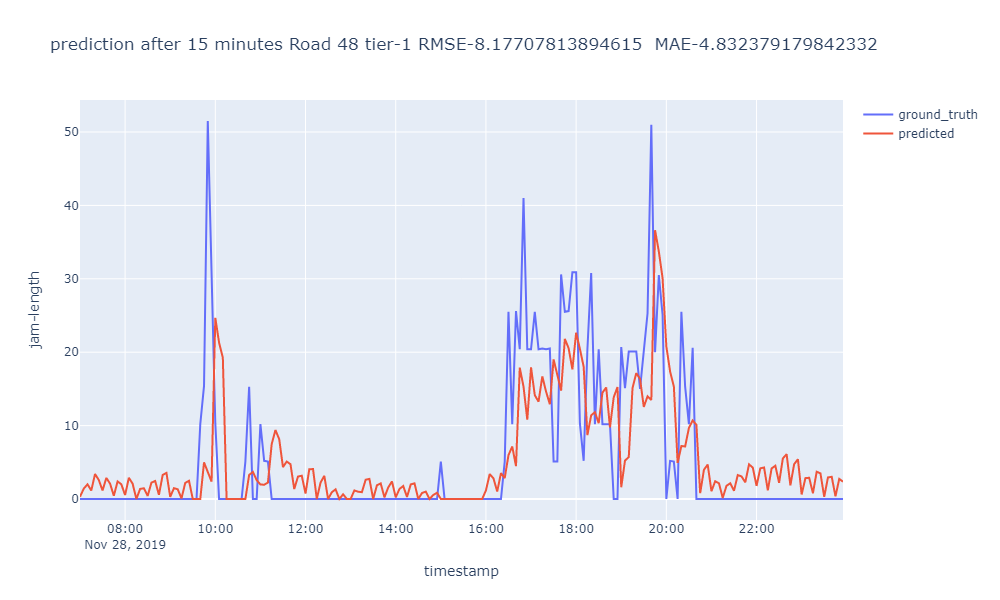 prediction after 15 minutes Road 48 tier-1 RMSE-8.17707813894615 MAE-4.832379179842332
ground_truth
predicted
50
40
30
20
10
0
jam-length
08:00 10:00 12:00 14:00 16:00 18:00 20:00 22:00
Nov 28, 2019
timestamp